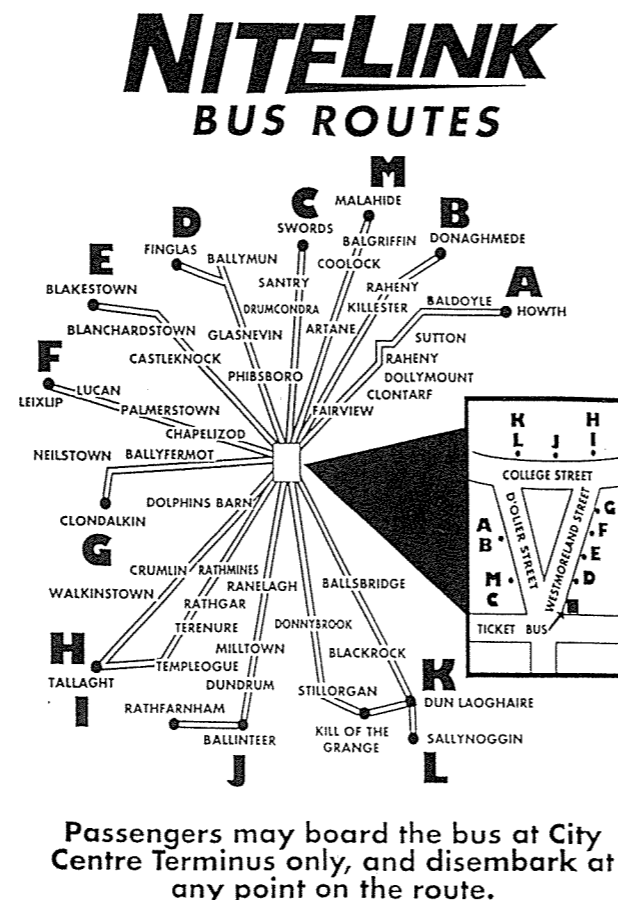 NITELINK
BUS ROUTES
M
MALAHIDE
C
SWORDS
B
DONAGHMEDE
D
FINGLAS
BALLYMUN
BALGRIFFIN
COOLOCK
E
BLAKESTOWN
SANTRY
RAHENY
A
HOWTH
BALDOYLE
DRUMCONDRA
KILLESTER
BLANCHARDSTOWN
GLASNEVIN
ARTANE
SUTTON
CASTLEKNOCK
RAHENY
F
LEIXLIP
LUCAN
PHIBSBORO
DOLLYMOUNT
CLONTARF
PALMERSTOWN
FAIRVIEW
CHAPELIZOD
NEILSTOWN
BALLYFERMOT
CLONDALKIN
G
DOLPHINS BARN
CRUMLIN
RATHMINES
WALKINSTOWN
RANELAGH
BALLSBRIDGE
RATHGAR
TERENURE
DONNYBROOK
H
TALLAGHT
I
TEMPLEOGUE
MILLTOWN
BLACKROCK
DUNDRUM
STILLORGAN
K
DUN LAOGHAIRE
RATHFARNHAM
BALLINTEER
J
KILL OF THE
GRANGE
SALLYNOGGIN
L
K
L
J
H
I
COLLEGE STREET
D'OLIER STREET
WESTMORELAND STREET
A
B
M
C
G
F
E
D
TICKET BUS
Passengers may board the bus at City
Centre Terminus only, and disembark at
any point on the route.